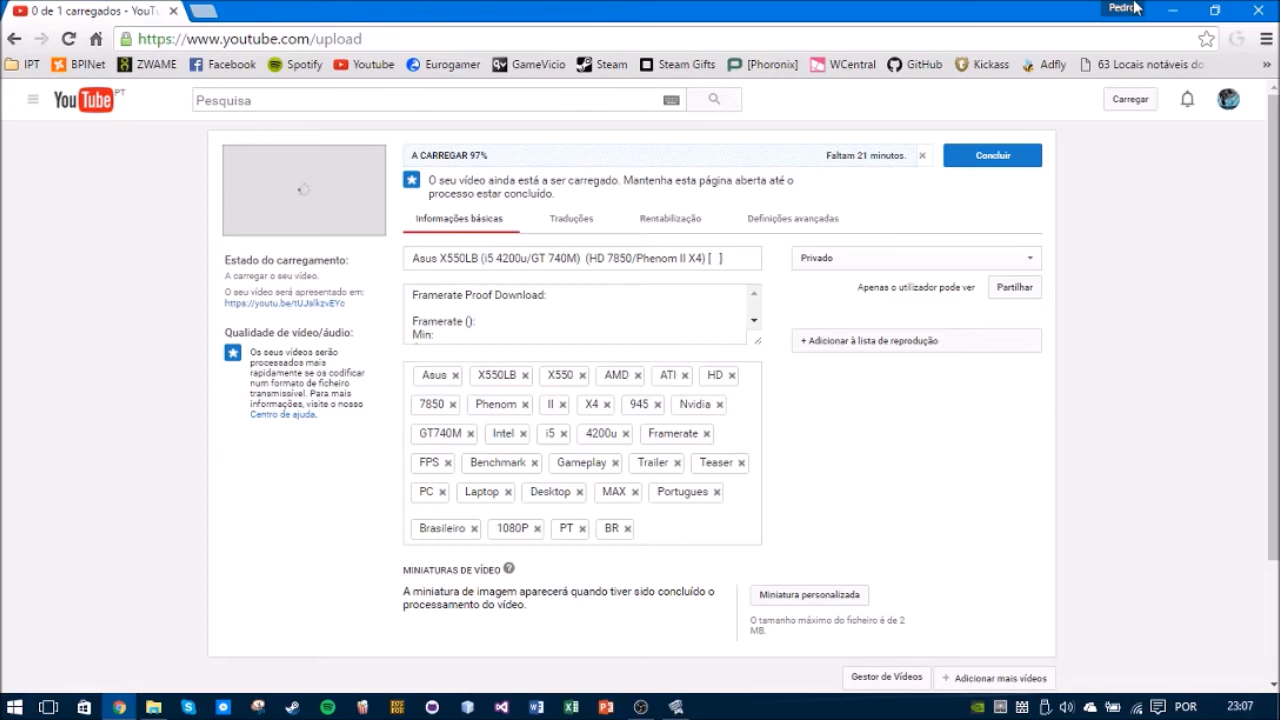 0 de 1 carregados - YouT
Pedro
https://www.youtube.com/upload
IPT BPINet ZWAME Facebook Spotify Youtube Eurogamer GameVicio Steam Steam Gifts [Phoronix] WCentral GitHub Kickass Adfly 63 Locais notáveis do »
YouTube PT
Pesquisa
Carregar
A CARREGAR 97% Faltam 21 minutos. ×
Concluir
O seu vídeo ainda está a ser carregado. Mantenha esta página aberta até o
processo estar concluído.
Informações básicas Traduções Rentabilização Definições avançadas
Estado do carregamento:
A carregar o seu vídeo.
O seu vídeo será apresentado em:
https://youtu.be/tUJslkzvEYc
Qualidade de vídeo/áudio:
Os seus vídeos serão
processados mais
rapidamente se os codificar
num formato de ficheiro
transmissível. Para mais
informações, visite o nosso
Centro de ajuda.
Asus X550LB (i5 4200u/GT 740M) (HD 7850/Phenom II X4) [ ]
Framerate Proof Download:
Framerate ():
Min:
Privado
Apenas o utilizador pode ver Partilhar
+ Adicionar à lista de reprodução
Asus × X550LB × X550 × AMD × ATI × HD ×
7850 × Phenom × II × X4 × 945 × Nvidia ×
GT740M × Intel × i5 × 4200u × Framerate ×
FPS × Benchmark × Gameplay × Trailer × Teaser ×
PC × Laptop × Desktop × MAX × Portugues ×
Brasileiro × 1080P × PT × BR ×
MINIATURAS DE VÍDEO ?
A miniatura de imagem aparecerá quando tiver sido concluído o
processamento do vídeo.
Miniatura personalizada
O tamanho máximo do ficheiro é de 2
MB.
Gestor de Vídeos + Adicionar mais vídeos
POR 23:07